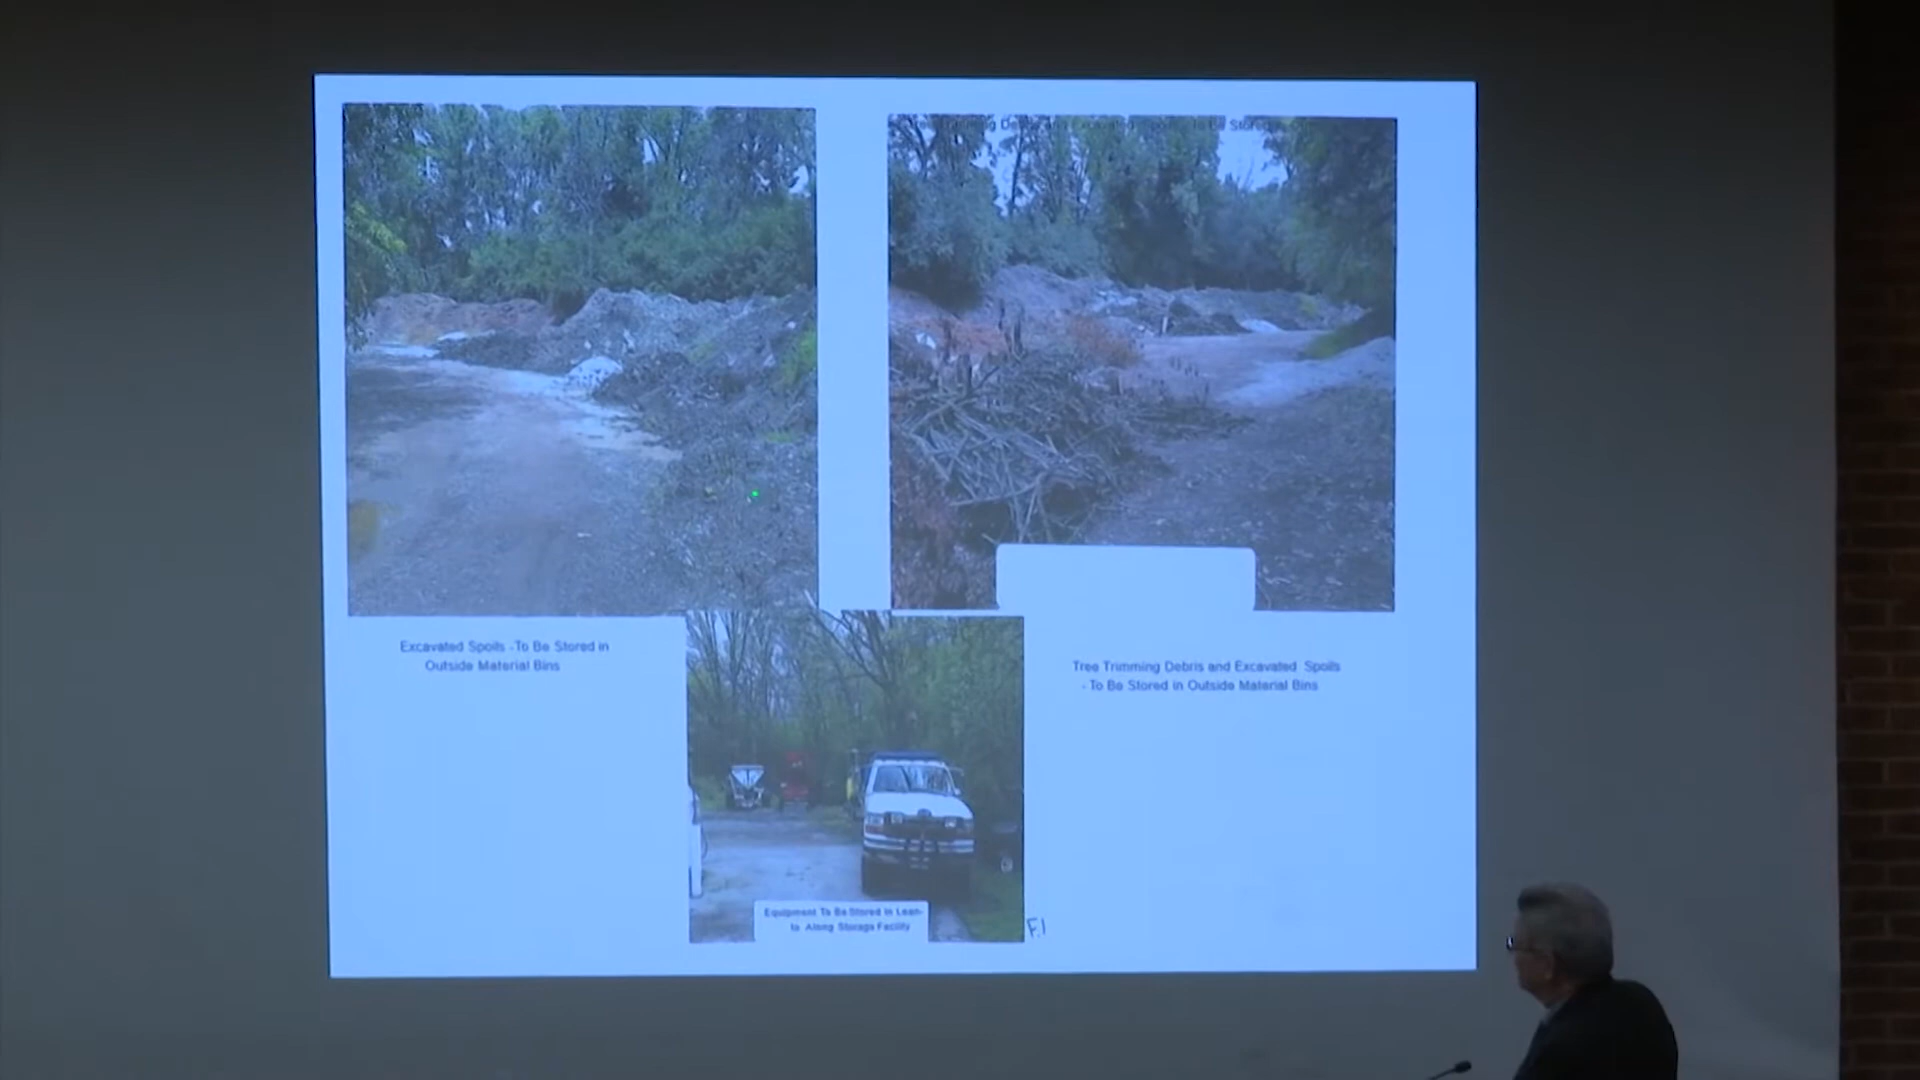 Excavated Spoils -To Be Stored in
Outside Material Bins
Tree Trimming Debris and Excavated Spoils
- To Be Stored in Outside Material Bins
Equipment To Be Stored in Lean-
to Along Storage Facility
F.1